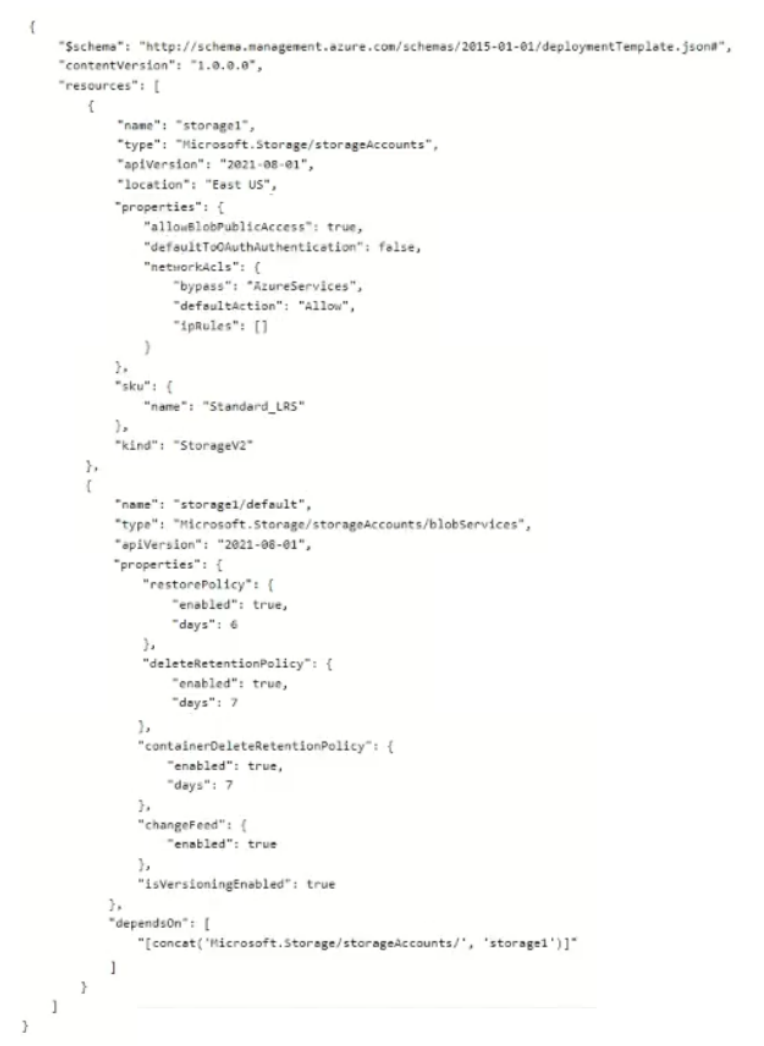 {
"$schema": "http://schema.management.azure.com/schemas/2015-01-01/deploymentTemplate.json#",
"contentVersion": "1.0.0.0",
"resources": [
{
"name": "storage1",
"type": "Microsoft.Storage/storageAccounts",
"apiVersion": "2021-08-01",
"location": "East US",
"properties": {
"allowBlobPublicAccess": true,
"defaultToOAuthAuthentication": false,
"networkAcls": {
"bypass": "AzureServices",
"defaultAction": "Allow",
"ipRules": []
}
},
"sku": {
"name": "Standard_LRS"
},
"kind": "StorageV2"
},
{
"name": "storage1/default",
"type": "Microsoft.Storage/storageAccounts/blobServices",
"apiVersion": "2021-08-01",
"properties": {
"restorePolicy": {
"enabled": true,
"days": 6
},
"deleteRetentionPolicy": {
"enabled": true,
"days": 7
},
"containerDeleteRetentionPolicy": {
"enabled": true,
"days": 7
},
"changeFeed": {
"enabled": true
},
"isVersioningEnabled": true
},
"dependsOn": [
"[concat('Microsoft.Storage/storageAccounts/', 'storage1')]"
]
}
]
}